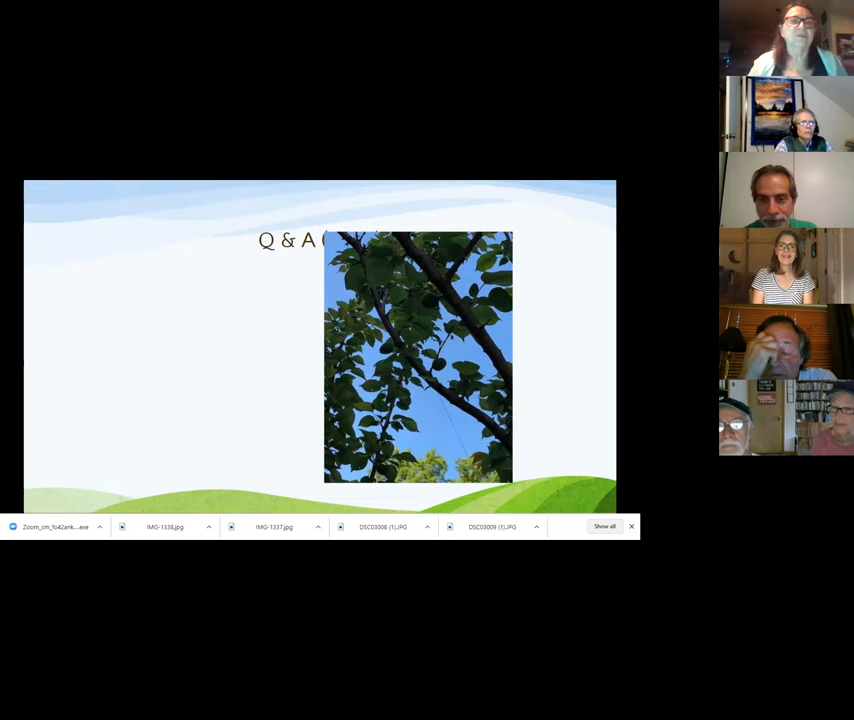 Q & A (
Zoom_cm_fo42ank....exe
IMG-1338.jpg
IMG-1337.jpg
DSC03008 (1).JPG
DSC03009 (1).JPG
Show all